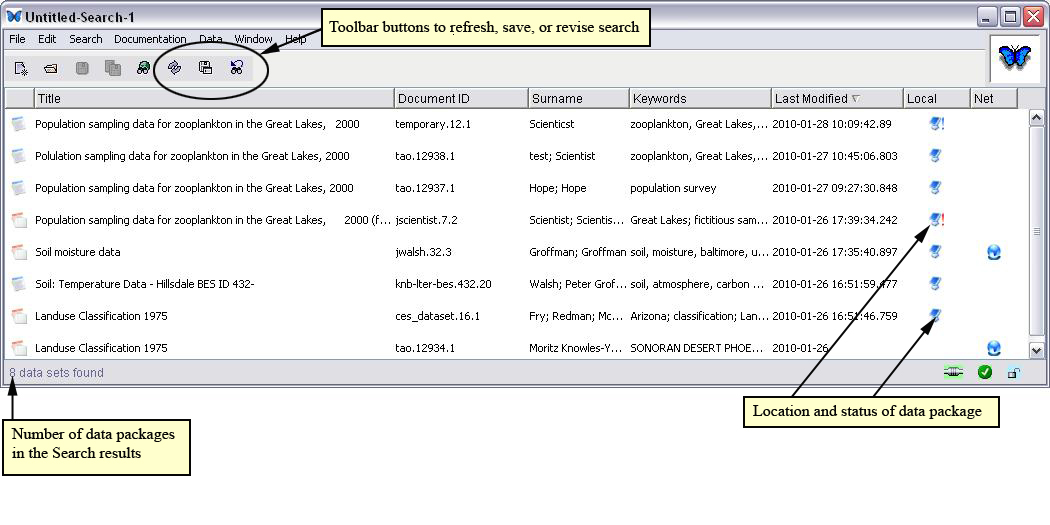 Untitled-Search-1
Toolbar buttons to refresh, save, or revise search
File Edit Search Documentation Data Window Help
Title Document ID Surname Keywords Last Modified Local Net
Population sampling data for zooplankton in the Great Lakes, 2000 temporary.12.1 Scienticst zooplankton, Great Lakes,... 2010-01-28 10:09:42.89
Polulation sampling data for zooplankton in the Great Lakes, 2000 tao.12938.1 test; Scientist zooplankton, Great Lakes,... 2010-01-27 10:45:06.803
Population sampling data for zooplankton in the Great Lakes, 2000 tao.12937.1 Hope; Hope population survey 2010-01-27 09:27:30.848
Population sampling data for zooplankton in the Great Lakes, 2000 (f... jscientist.7.2 Scientist; Scientis... Great Lakes; fictitious sam... 2010-01-26 17:39:34.242
Soil moisture data jwalsh.32.3 Groffman; Groffman soil, moisture, baltimore, u... 2010-01-26 17:35:40.897
Soil: Temperature Data - Hillsdale BES ID 432- knb-lter-bes.432.20 Walsh; Peter Grof... soil, atmosphere, carbon ... 2010-01-26 16:51:59.477
Landuse Classification 1975 ces_dataset.16.1 Fry; Redman; Mc... Arizona; classification; Lan... 2010-01-26 16:51:46.759
Landuse Classification 1975 tao.12934.1 Moritz Knowles-Y... SONORAN DESERT PHOE... 2010-01-26
8 data sets found
Location and status of data package
Number of data packages
in the Search results